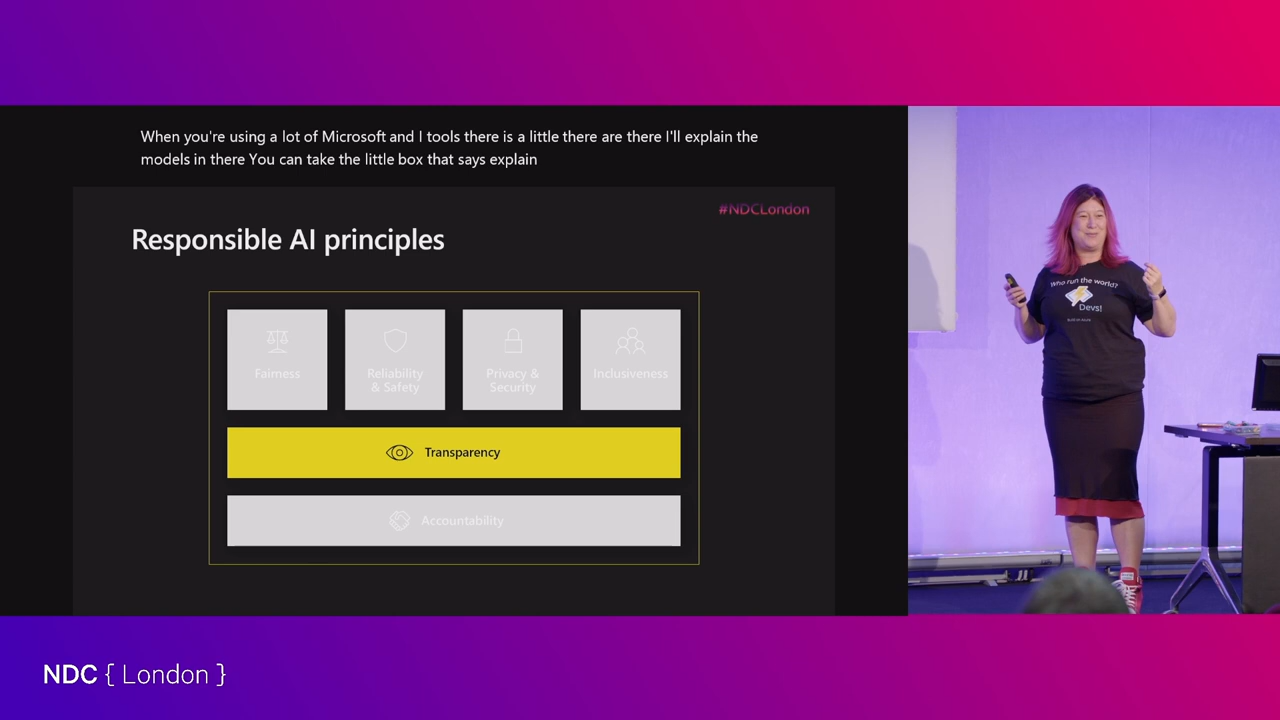 When you're using a lot of Microsoft and I tools there is a little there are there I'll explain the
models in there You can take the little box that says explain
#NDCLondon
Responsible AI principles
Fairness
Reliability
& Safety
Privacy &
Security
Inclusiveness
Transparency
Accountability
Who run the world?
Devs!
NDC { London }